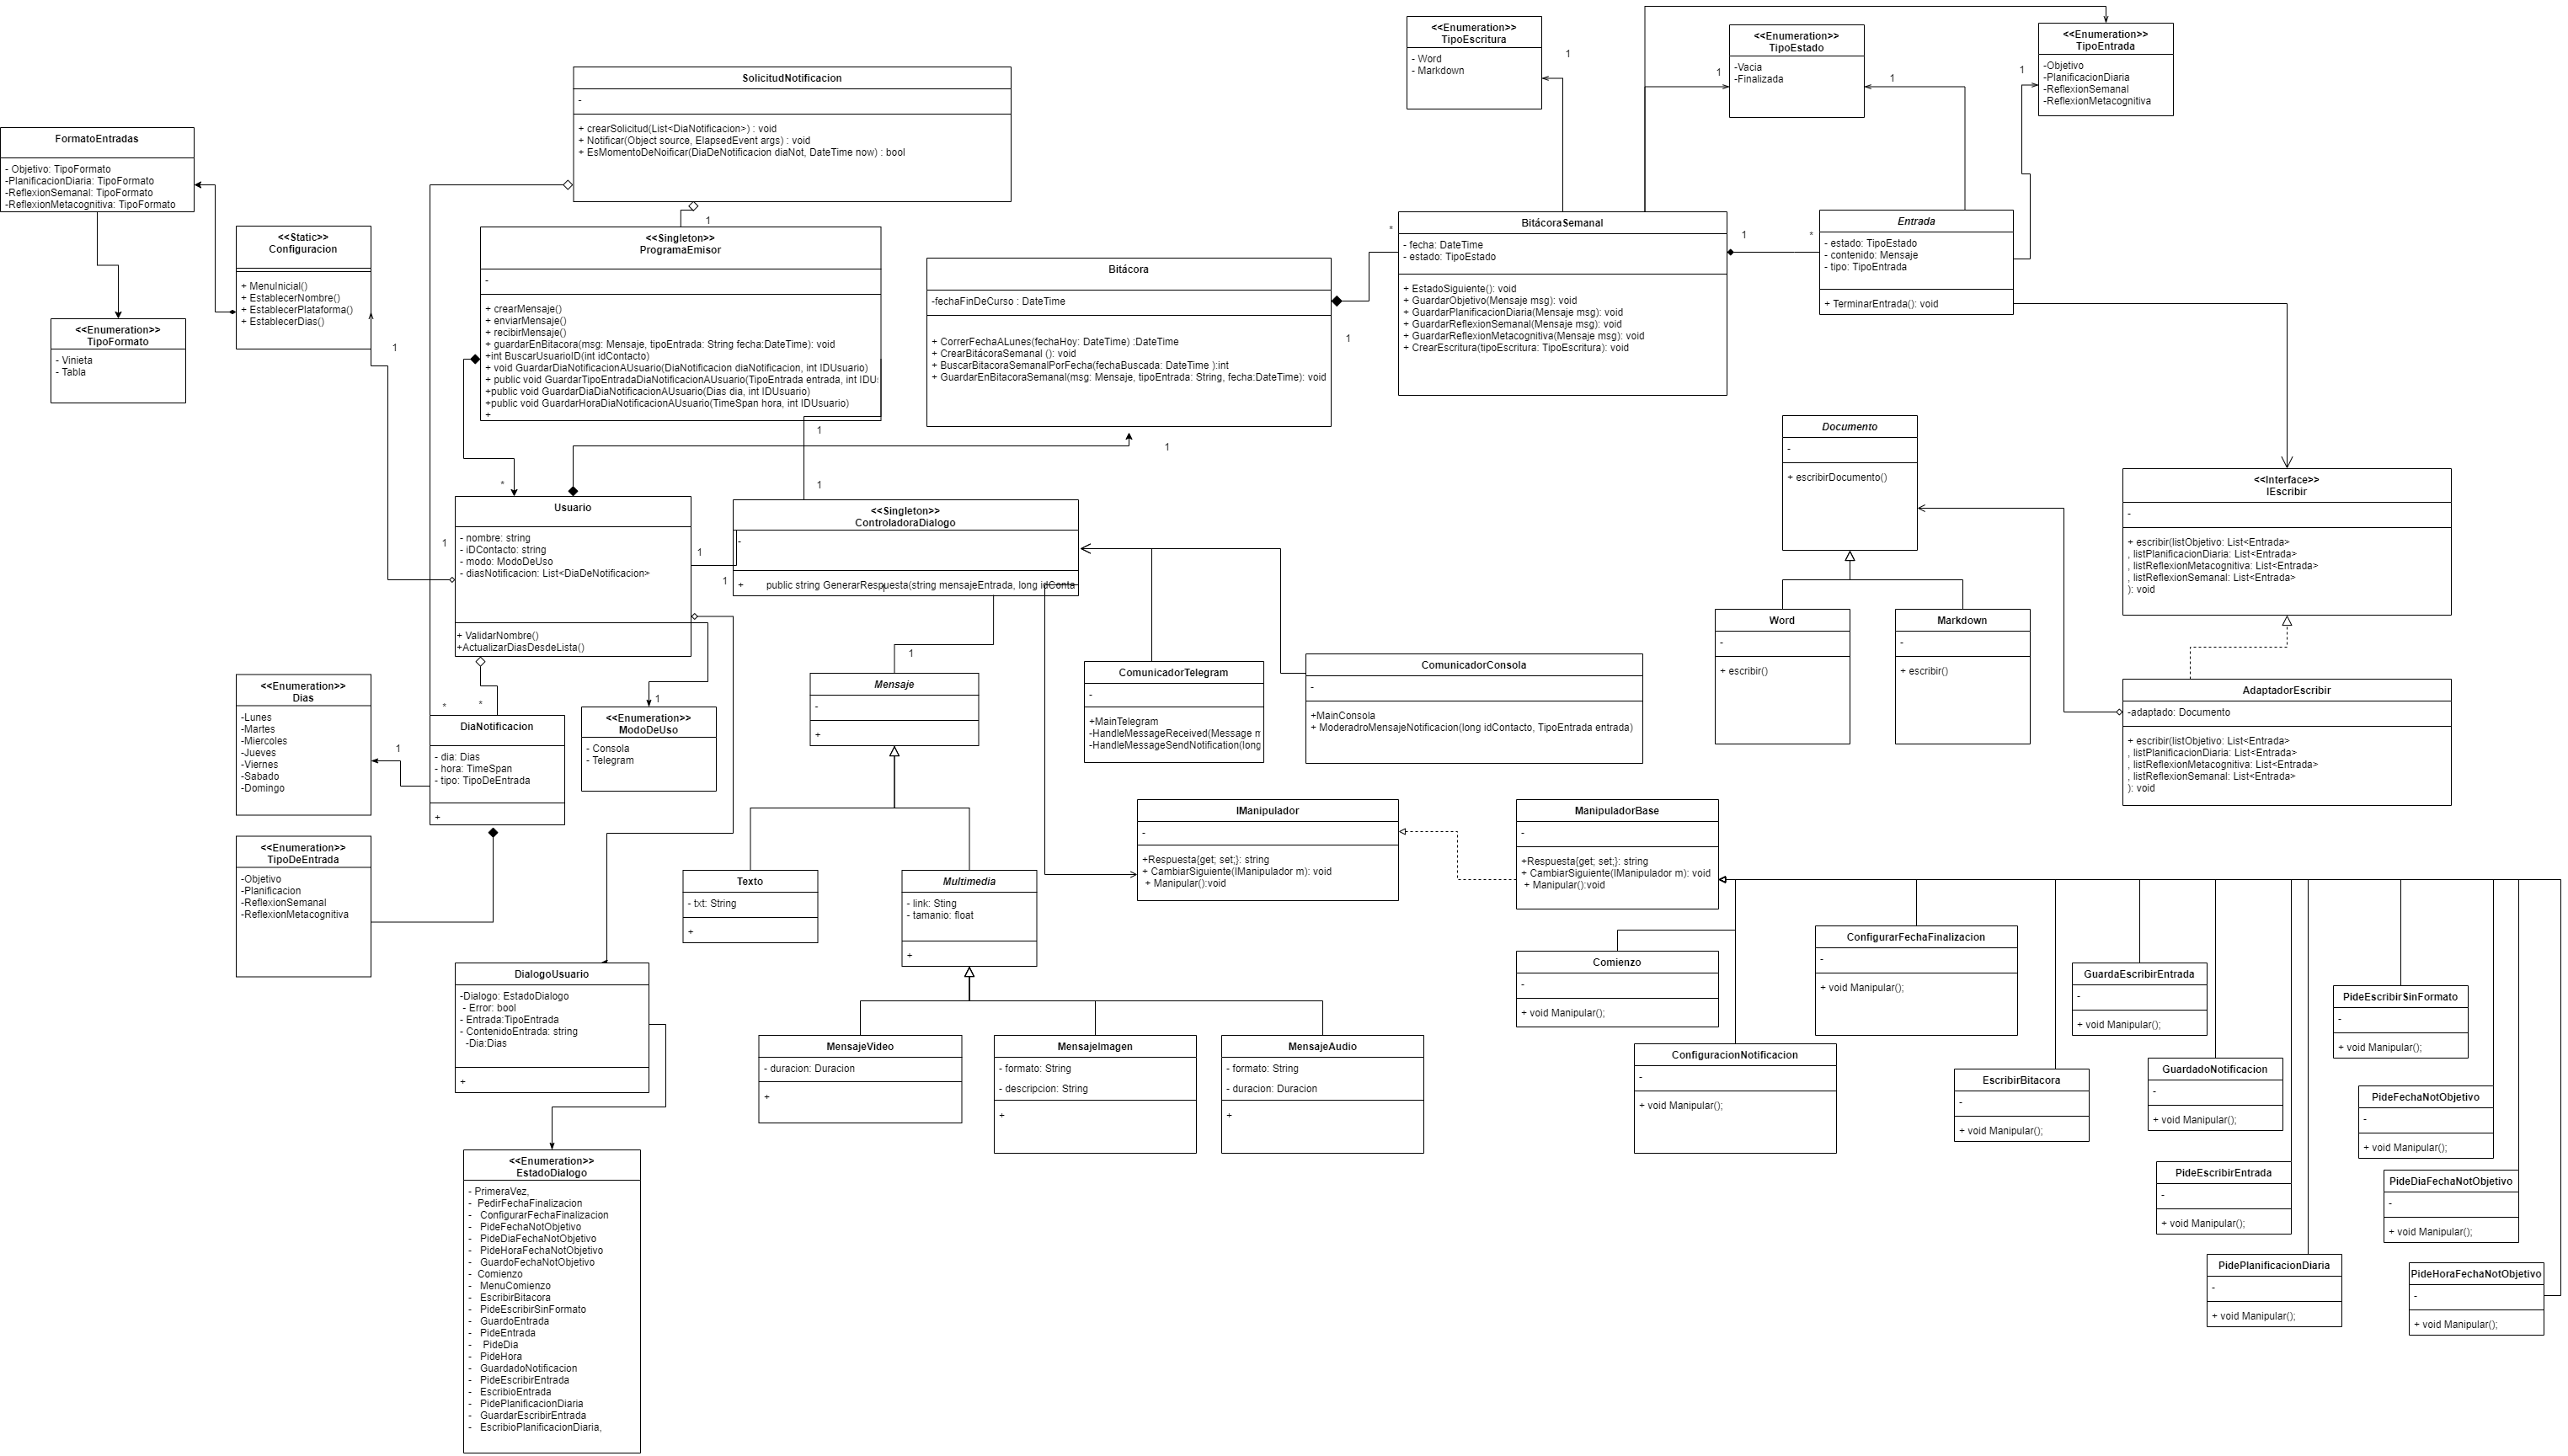 <<Enumeration>>
TipoEscritura
- Word
- Markdown
1
<<Enumeration>>
TipoEstado
-Vacia
-Finalizada
1
1
<<Enumeration>>
TipoEntrada
-Objetivo
-PlanificacionDiaria
-ReflexionSemanal
-ReflexionMetacognitiva
1
SolicitudNotificacion
-
+ crearSolicitud(List<DiaNotificacion>) : void
+ Notificar(Object source, ElapsedEvent args) : void
+ EsMomentoDeNoificar(DiaDeNotificacion diaNot, DateTime now) : bool
1
FormatoEntradas
- Objetivo: TipoFormato
-PlanificacionDiaria: TipoFormato
-ReflexionSemanal: TipoFormato
-ReflexionMetacognitiva: TipoFormato
<<Static>>
Configuracion
+ MenuInicial()
+ EstablecerNombre()
+ EstablecerPlataforma()
+ EstablecerDias()
1
<<Enumeration>>
TipoFormato
- Vinieta
- Tabla
<<Singleton>>
ProgramaEmisor
-
+ crearMensaje()
+ enviarMensaje()
+ recibirMensaje()
+ guardarEnBitacora(msg: Mensaje, tipoEntrada: String fecha:DateTime): void
+int BuscarUsuarioID(int idContacto)
+ void GuardarDiaNotificacionAUsuario(DiaNotificacion diaNotificacion, int IDUsuario)
+ public void GuardarTipoEntradaDiaNotificacionAUsuario(TipoEntrada entrada, int IDU
+public void GuardarDiaDiaNotificacionAUsuario(Dias dia, int IDUsuario)
+public void GuardarHoraDiaNotificacionAUsuario(TimeSpan hora, int IDUsuario)
+
1
Bitácora
-fechaFinDeCurso : DateTime
+ CorrerFechaALunes(fechaHoy: DateTime) :DateTime
+ CrearBitácoraSemanal (): void
+ BuscarBitacoraSemanalPorFecha(fechaBuscada: DateTime ):int
+ GuardarEnBitacoraSemanal(msg: Mensaje, tipoEntrada: String, fecha:DateTime): void
1
*
1
BitácoraSemanal
- fecha: DateTime
- estado: TipoEstado
+ EstadoSiguiente(): void
+ GuardarObjetivo(Mensaje msg): void
+ GuardarPlanificacionDiaria(Mensaje msg): void
+ GuardarReflexionSemanal(Mensaje msg): void
+ GuardarReflexionMetacognitiva(Mensaje msg): void
+ CrearEscritura(tipoEscritura: TipoEscritura): void
1
*
Entrada
- estado: TipoEstado
- contenido: Mensaje
- tipo: TipoEntrada
+ TerminarEntrada(): void
Documento
-
+ escribirDocumento()
<<Interface>>
IEscribir
-
+ escribir(listObjetivo: List<Entrada>
, listPlanificacionDiaria: List<Entrada>
, listReflexionMetacognitiva: List<Entrada>
, listReflexionSemanal: List<Entrada>
): void
*
Usuario
- nombre: string
- iDContacto: string
- modo: ModoDeUso
- diasNotificacion: List<DiaDeNotificacion>
+ ValidarNombre()
+ActualizarDiasDesdeLista()
1
1
1
1
<<Singleton>>
ControladoraDialogo
-
+ public string GenerarRespuesta(string mensajeEntrada, long idConta
Word
-
+ escribir()
Markdown
-
+ escribir()
AdaptadorEscribir
-adaptado: Documento
+ escribir(listObjetivo: List<Entrada>
, listPlanificacionDiaria: List<Entrada>
, listReflexionMetacognitiva: List<Entrada>
, listReflexionSemanal: List<Entrada>
): void
<<Enumeration>>
Dias
-Lunes
-Martes
-Miercoles
-Jueves
-Viernes
-Sabado
-Domingo
1
*
*
DiaNotificacion
- dia: Dias
- hora: TimeSpan
- tipo: TipoDeEntrada
+
1
<<Enumeration>>
ModoDeUso
- Consola
- Telegram
1
Mensaje
-
+
ComunicadorTelegram
-
+MainTelegram
-HandleMessageReceived(Message m
-HandleMessageSendNotification(long
ComunicadorConsola
-
+MainConsola
+ ModeradroMensajeNotificacion(long idContacto, TipoEntrada entrada)
<<Enumeration>>
TipoDeEntrada
-Objetivo
-Planificacion
-ReflexionSemanal
-ReflexionMetacognitiva
Texto
- txt: String
+
Multimedia
- link: Sting
- tamanio: float
+
IManipulador
-
+Respuesta{get; set;}: string
+ CambiarSiguiente(IManipulador m): void
+ Manipular():void
ManipuladorBase
-
+Respuesta{get; set;}: string
+ CambiarSiguiente(IManipulador m): void
+ Manipular():void
DialogoUsuario
-Dialogo: EstadoDialogo
- Error: bool
- Entrada:TipoEntrada
- ContenidoEntrada: string
-Dia:Dias
+
MensajeVideo
- duracion: Duracion
+
MensajeImagen
- formato: String
- descripcion: String
+
MensajeAudio
- formato: String
- duracion: Duracion
+
Comienzo
-
+ void Manipular();
ConfigurarFechaFinalizacion
-
+ void Manipular();
GuardaEscribirEntrada
-
+ void Manipular();
PideEscribirSinFormato
-
+ void Manipular();
ConfiguracionNotificacion
-
+ void Manipular();
EscribirBitacora
-
+ void Manipular();
GuardadoNotificacion
-
+ void Manipular();
PideFechaNotObjetivo
-
+ void Manipular();
PideEscribirEntrada
-
+ void Manipular();
PideDiaFechaNotObjetivo
-
+ void Manipular();
PidePlanificacionDiaria
-
+ void Manipular();
PideHoraFechaNotObjetivo
-
+ void Manipular();
<<Enumeration>>
EstadoDialogo
- PrimeraVez,
- PedirFechaFinalizacion
- ConfigurarFechaFinalizacion
- PideFechaNotObjetivo
- PideDiaFechaNotObjetivo
- PideHoraFechaNotObjetivo
- GuardoFechaNotObjetivo
- Comienzo
- MenuComienzo
- EscribirBitacora
- PideEscribirSinFormato
- GuardoEntrada
- PideEntrada
- PideDia
- PideHora
- GuardadoNotificacion
- PideEscribirEntrada
- EscribioEntrada
- PidePlanificacionDiaria
- GuardarEscribirEntrada
- EscribioPlanificacionDiaria,